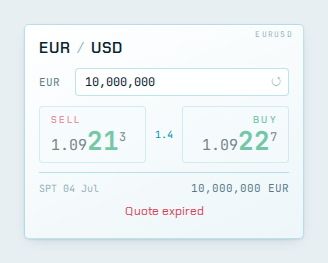 EURUSD
EUR / USD
EUR 10,000,000
SELL BUY
1.09213 1.4 1.09227
SPT 04 Jul 10,000,000 EUR
Quote expired